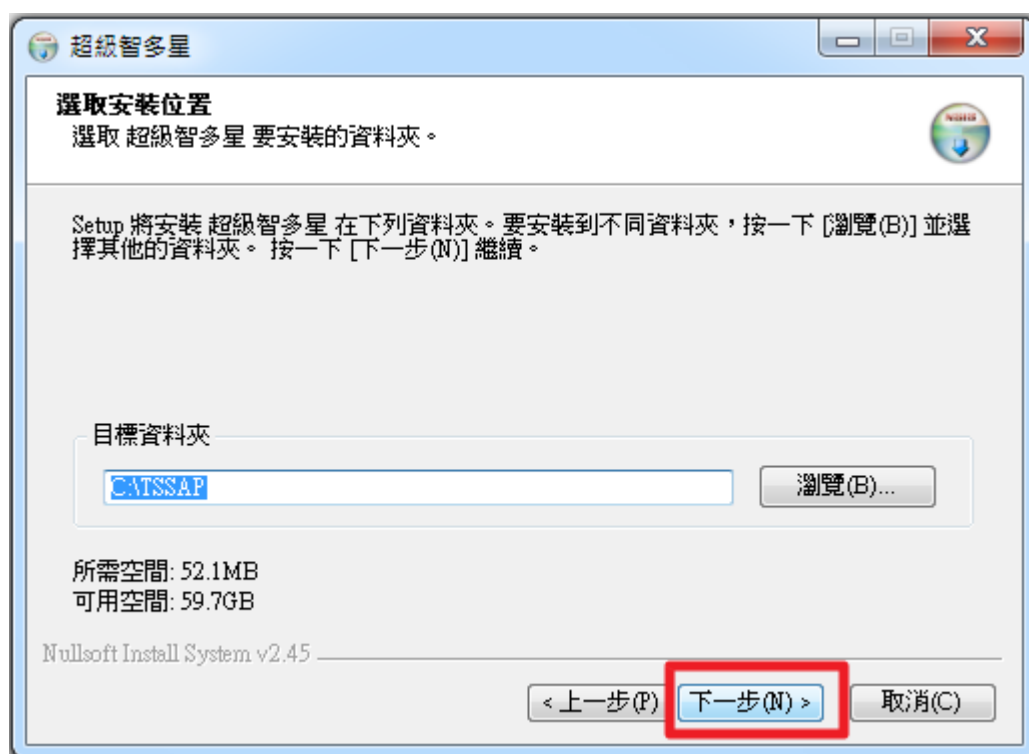 超級智多星
選取安裝位置
選取 超級智多星 要安裝的資料夾。
Setup 將安裝 超級智多星 在下列資料夾。要安裝到不同資料夾，按一下 [瀏覽(B)] 並選
擇其他的資料夾。 按一下 [下一步(N)] 繼續。
目標資料夾
C:\TSSAP
瀏覽(B)...
所需空間: 52.1MB
可用空間: 59.7GB
Nullsoft Install System v2.45
< 上一步(P)
下一步(N) >
取消(C)